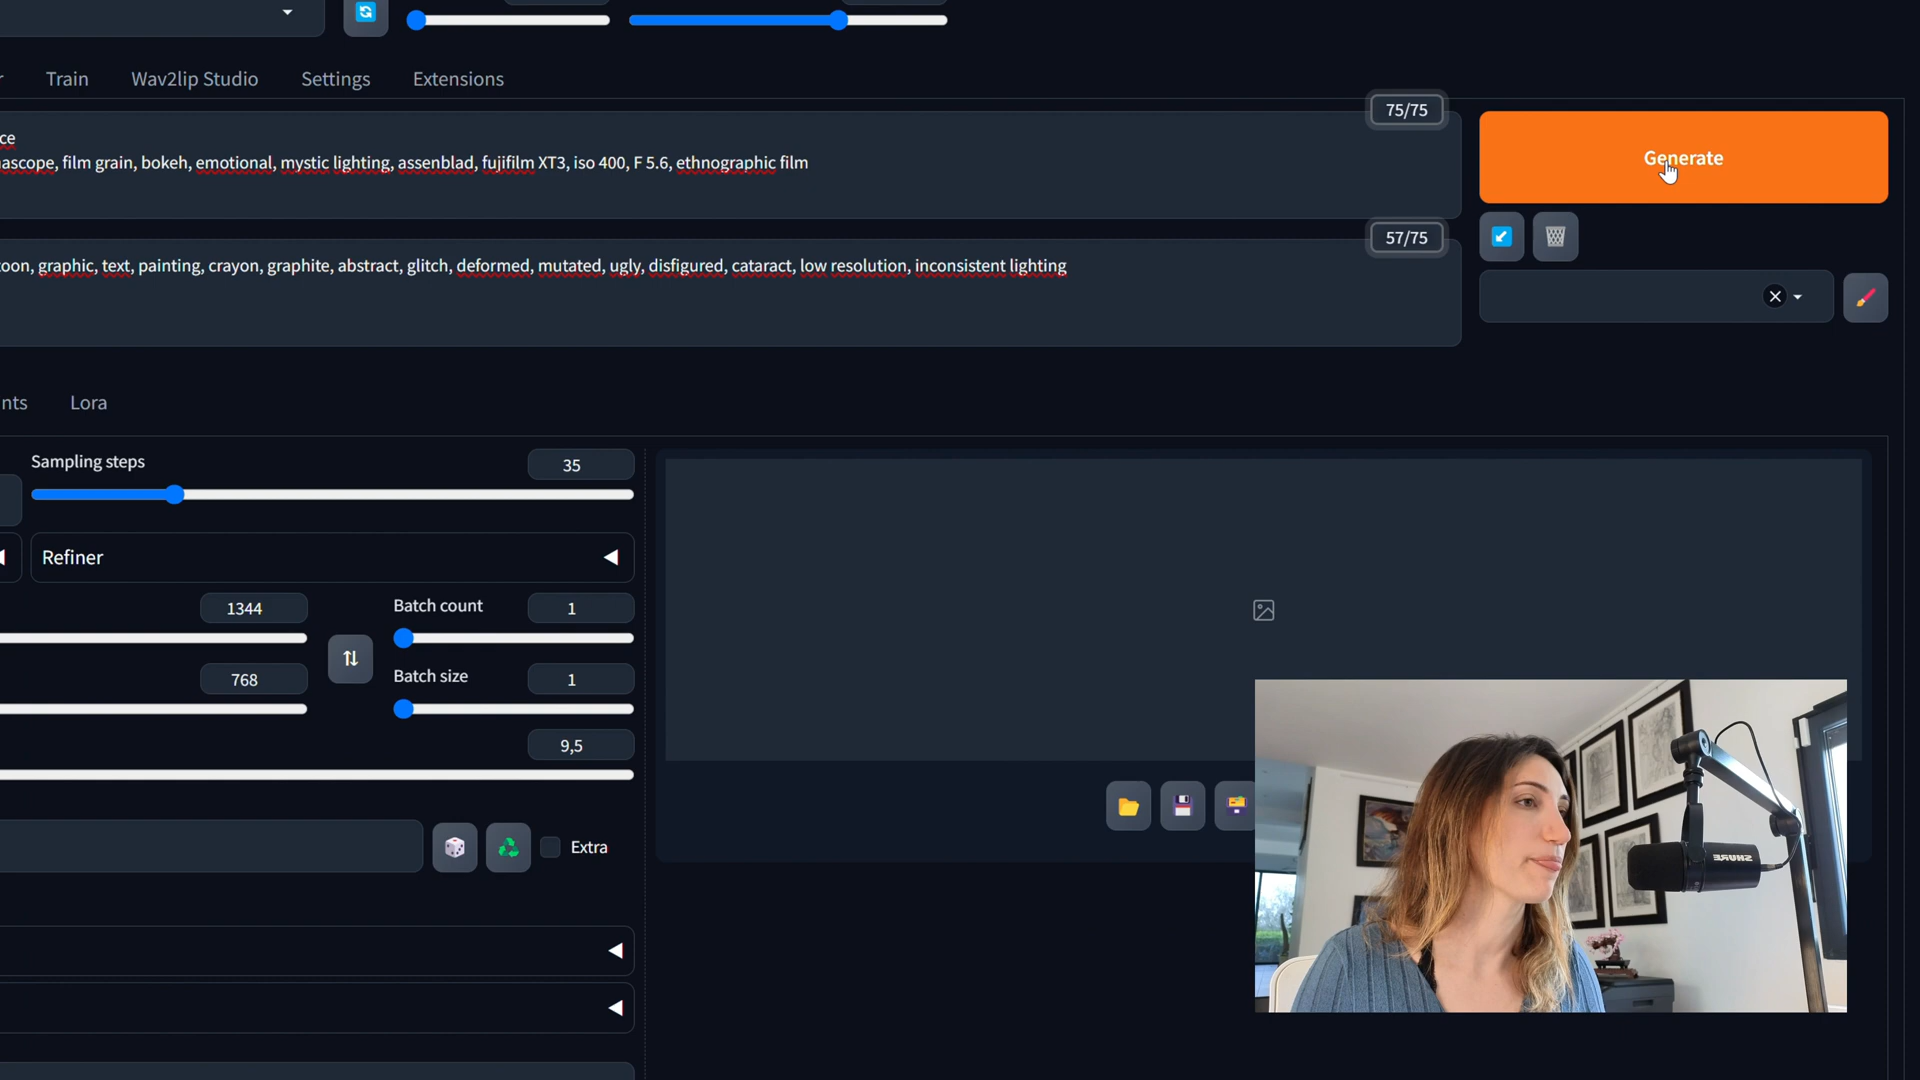 Train
Wav2lip Studio
Settings
Extensions
75/75
ce
ascope, film grain, bokeh, emotional, mystic lighting, assenblad, fujifilm XT3, iso 400, F 5.6, ethnographic film
Generate
57/75
oon, graphic, text, painting, crayon, graphite, abstract, glitch, deformed, mutated, ugly, disfigured, cataract, low resolution, inconsistent lighting
nts
Lora
Sampling steps
35
Refiner
1344
Batch count
1
768
Batch size
1
9,5
Extra
SHURE